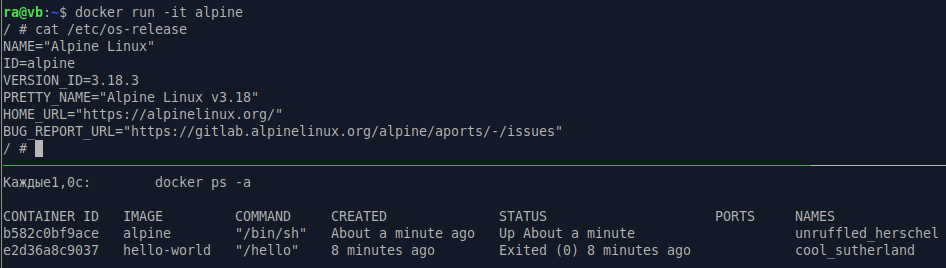 ra@vb:~$ docker run -it alpine
/ # cat /etc/os-release
NAME="Alpine Linux"
ID=alpine
VERSION_ID=3.18.3
PRETTY_NAME="Alpine Linux v3.18"
HOME_URL="https://alpinelinux.org/"
BUG_REPORT_URL="https://gitlab.alpinelinux.org/alpine/aports/-/issues"
/ #
Каждые1,0с:        docker ps -a
CONTAINER ID   IMAGE         COMMAND    CREATED              STATUS                     PORTS     NAMES
b582c0bf9ace   alpine        "/bin/sh"   About a minute ago   Up About a minute                    unruffled_herschel
e2d36a8c9037   hello-world   "/hello"    8 minutes ago        Exited (0) 8 minutes ago             cool_sutherland